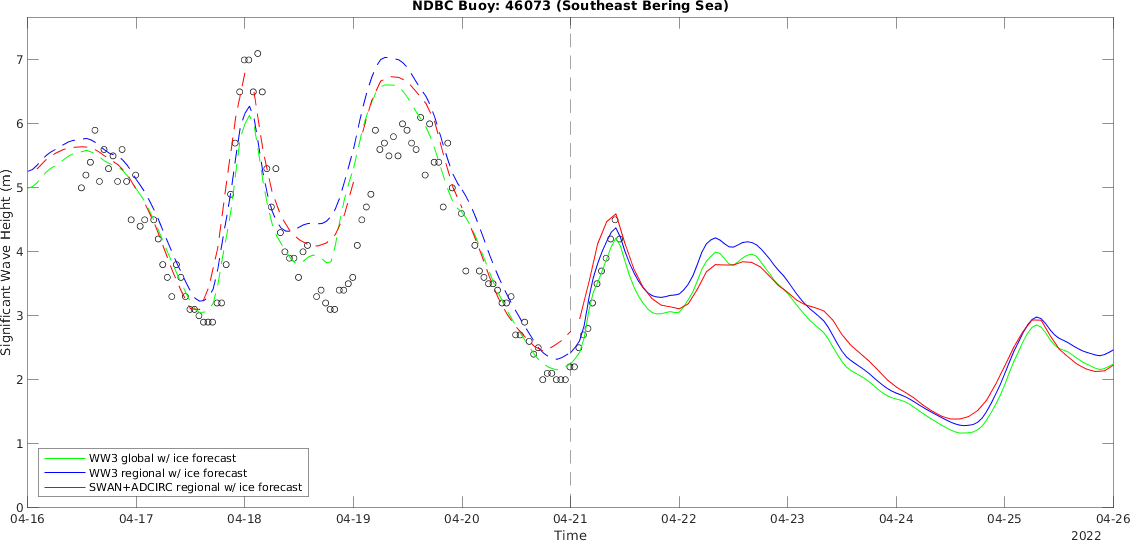 NDBC Buoy: 46073 (Southeast Bering Sea)
Significant Wave Height (m)
7
6
5
4
3
2
1
0
WW3 global w/ ice forecast
WW3 regional w/ ice forecast
SWAN+ADCIRC regional w/ ice forecast
04-16 04-17 04-18 04-19 04-20 04-21 04-22 04-23 04-24 04-25 04-26
Time
2022